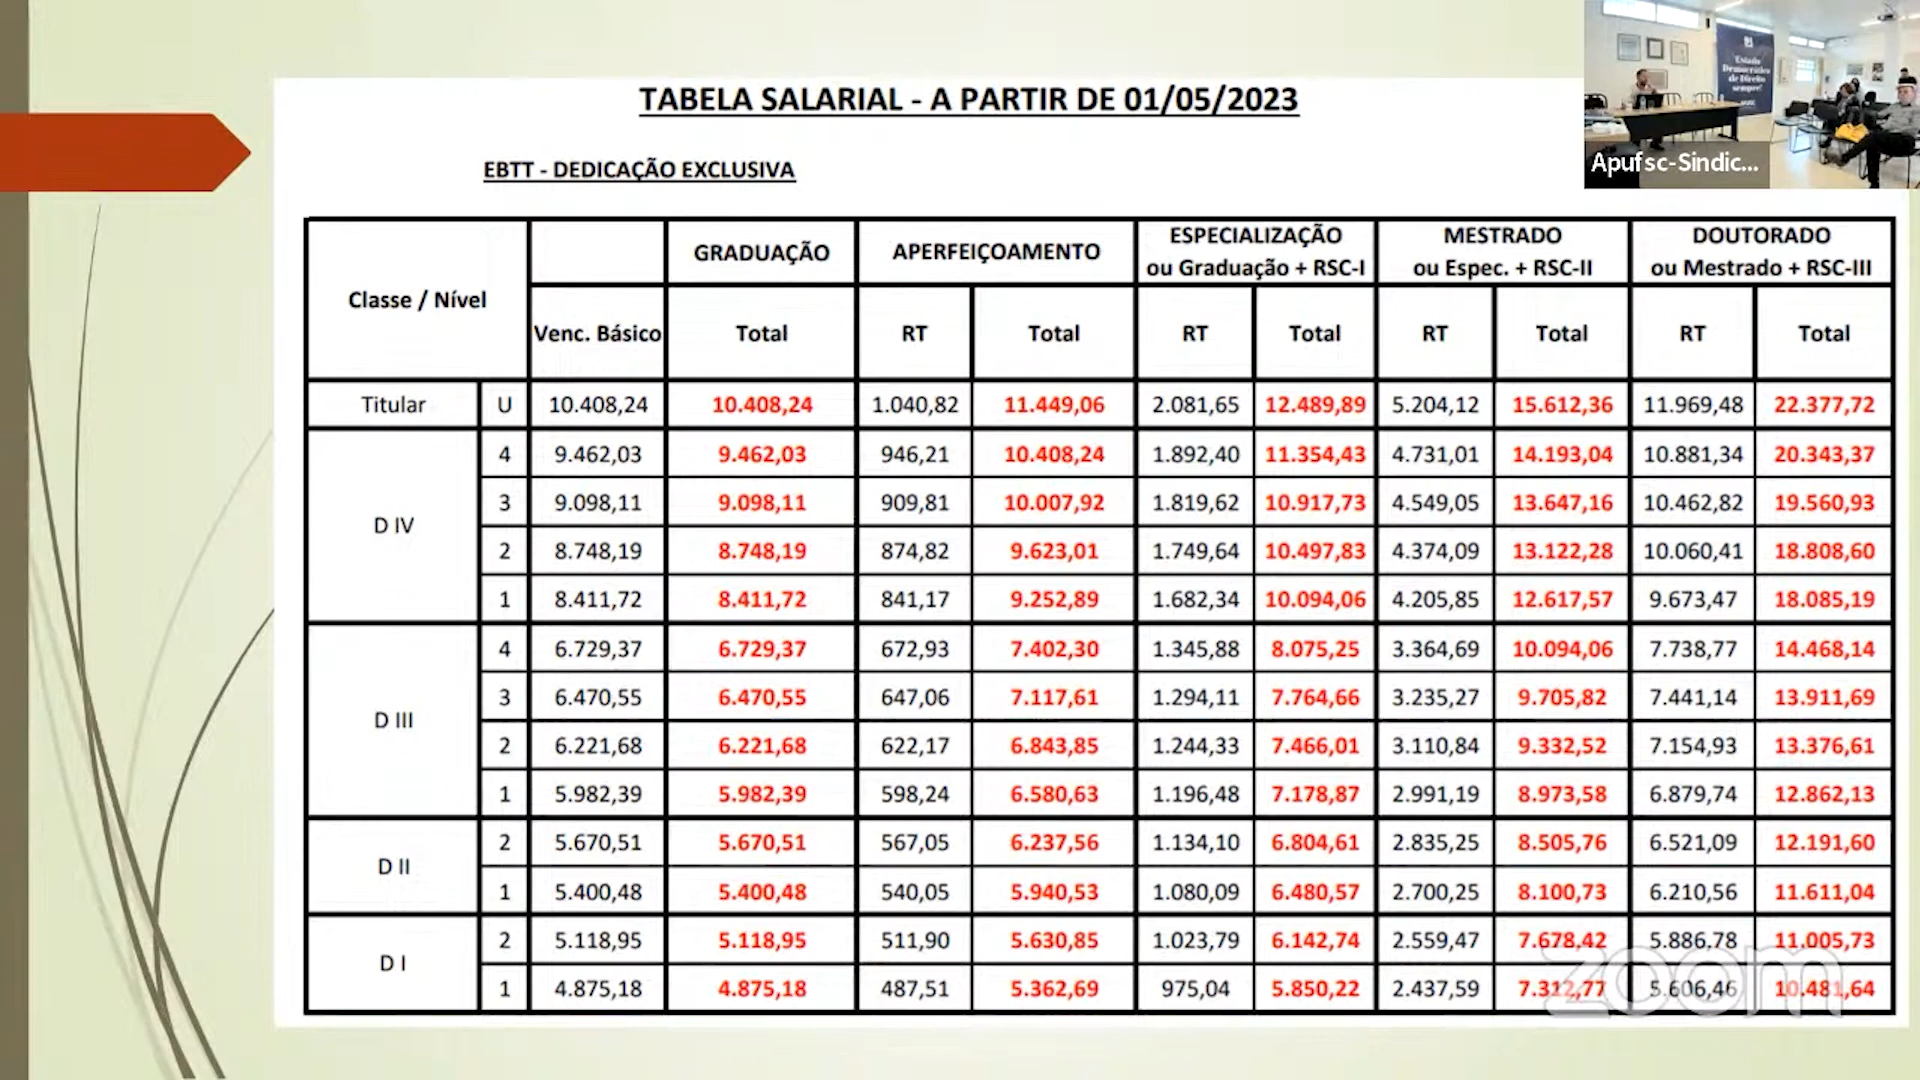 TABELA SALARIAL - A PARTIR DE 01/05/2023
EBTT - DEDICAÇÃO EXCLUSIVA
Estado
Democrático
de Direito
sempre!
Apufsc-Sindic...
Classe / Nível GRADUAÇÃO APERFEIÇOAMENTO ESPECIALIZAÇÃO ou Graduação + RSC-I MESTRADO ou Espec. + RSC-II DOUTORADO ou Mestrado + RSC-III
Venc. Básico Total RT Total RT Total RT Total RT Total
Titular U 10.408,24 10.408,24 1.040,82 11.449,06 2.081,65 12.489,89 5.204,12 15.612,36 11.969,48 22.377,72
D IV 4 9.462,03 9.462,03 946,21 10.408,24 1.892,40 11.354,43 4.731,01 14.193,04 10.881,34 20.343,37
3 9.098,11 9.098,11 909,81 10.007,92 1.819,62 10.917,73 4.549,05 13.647,16 10.462,82 19.560,93
2 8.748,19 8.748,19 874,82 9.623,01 1.749,64 10.497,83 4.374,09 13.122,28 10.060,41 18.808,60
1 8.411,72 8.411,72 841,17 9.252,89 1.682,34 10.094,06 4.205,85 12.617,57 9.673,47 18.085,19
D III 4 6.729,37 6.729,37 672,93 7.402,30 1.345,88 8.075,25 3.364,69 10.094,06 7.738,77 14.468,14
3 6.470,55 6.470,55 647,06 7.117,61 1.294,11 7.764,66 3.235,27 9.705,82 7.441,14 13.911,69
2 6.221,68 6.221,68 622,17 6.843,85 1.244,33 7.466,01 3.110,84 9.332,52 7.154,93 13.376,61
1 5.982,39 5.982,39 598,24 6.580,63 1.196,48 7.178,87 2.991,19 8.973,58 6.879,74 12.862,13
D II 2 5.670,51 5.670,51 567,05 6.237,56 1.134,10 6.804,61 2.835,25 8.505,76 6.521,09 12.191,60
1 5.400,48 5.400,48 540,05 5.940,53 1.080,09 6.480,57 2.700,25 8.100,73 6.210,56 11.611,04
D I 2 5.118,95 5.118,95 511,90 5.630,85 1.023,79 6.142,74 2.559,47 7.678,42 5.886,78 11.005,73
1 4.875,18 4.875,18 487,51 5.362,69 975,04 5.850,22 2.437,59 7.312,77 5.606,46 10.481,64
zoom